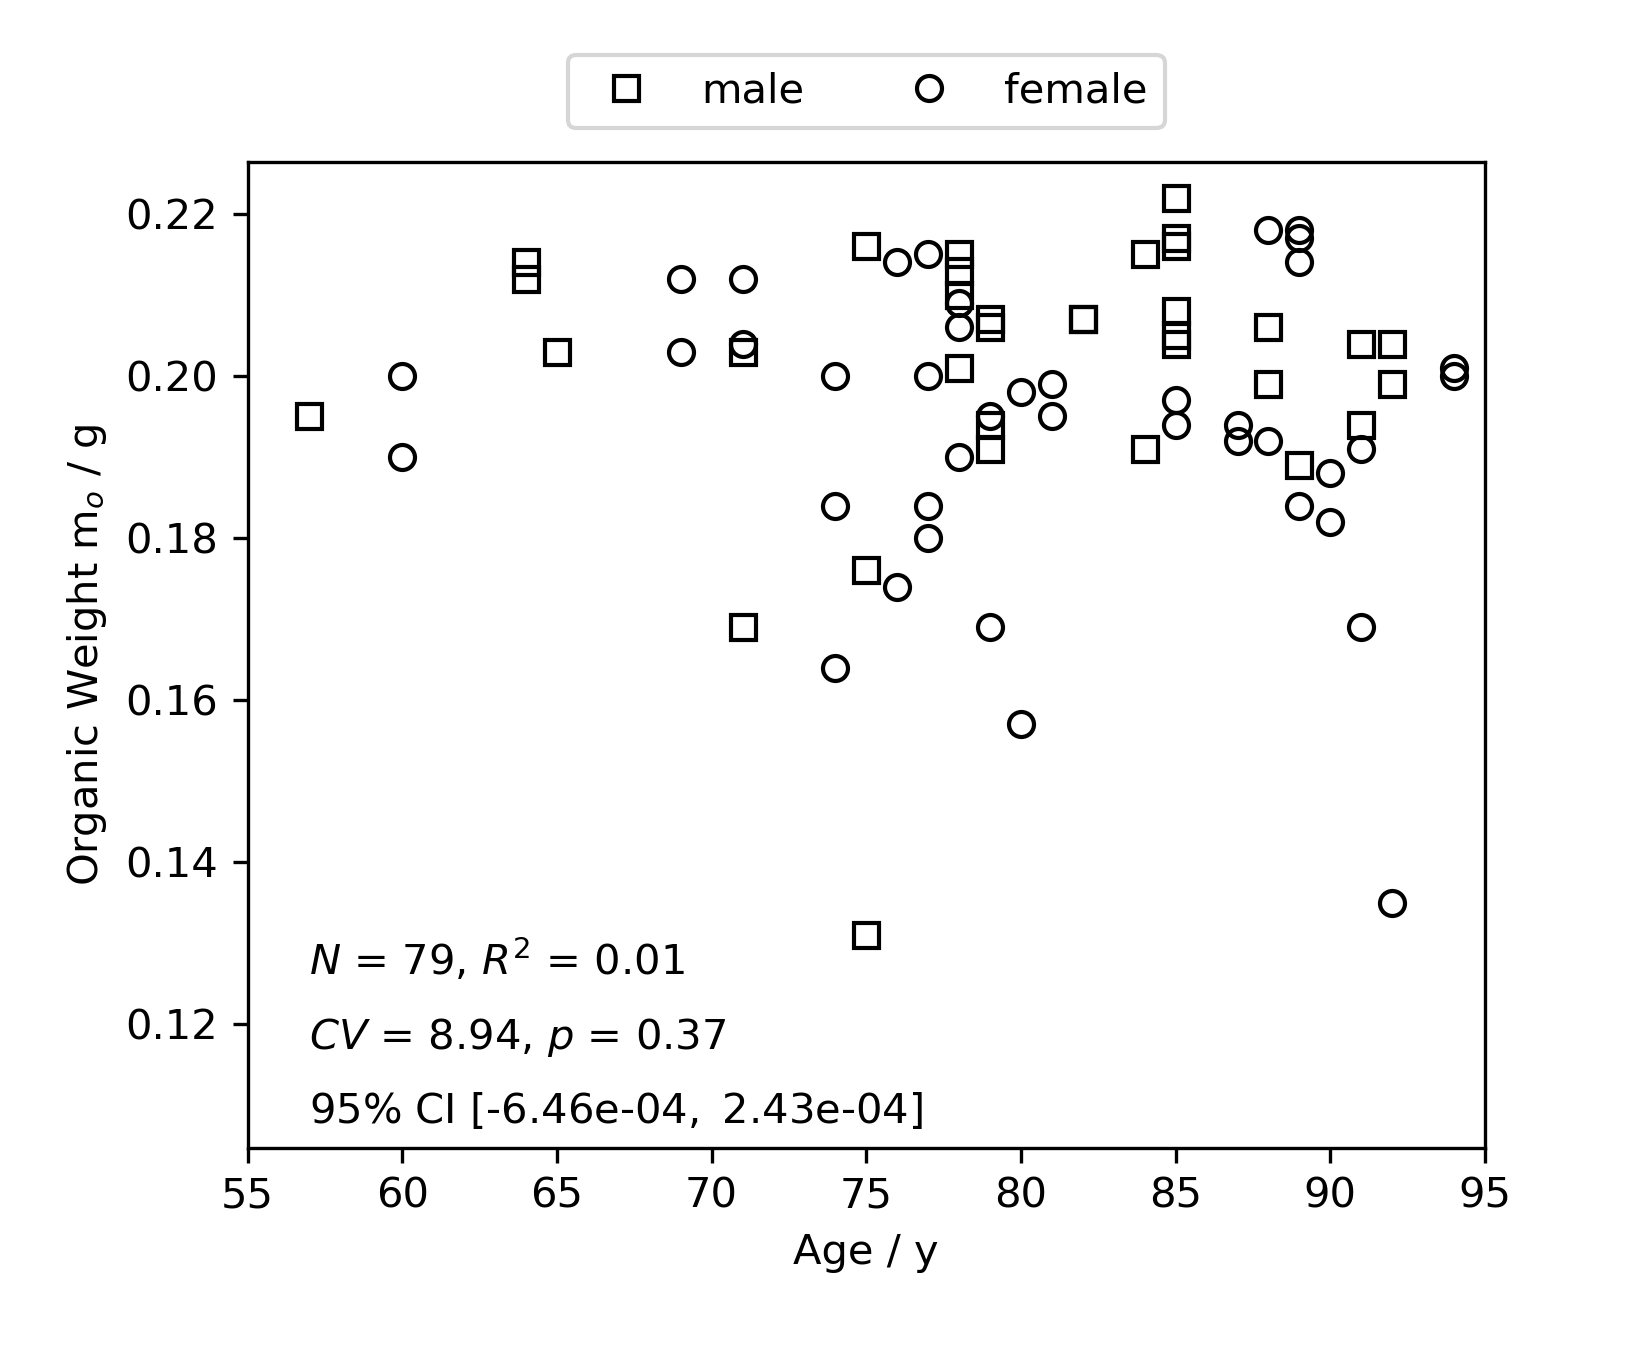 male female
0.22
0.20
0.18
0.16
0.14
0.12
Organic Weight mₒ / g
N = 79, R² = 0.01
CV = 8.94, p = 0.37
95% CI [-6.46e-04, 2.43e-04]
55 60 65 70 75 80 85 90 95
Age / y